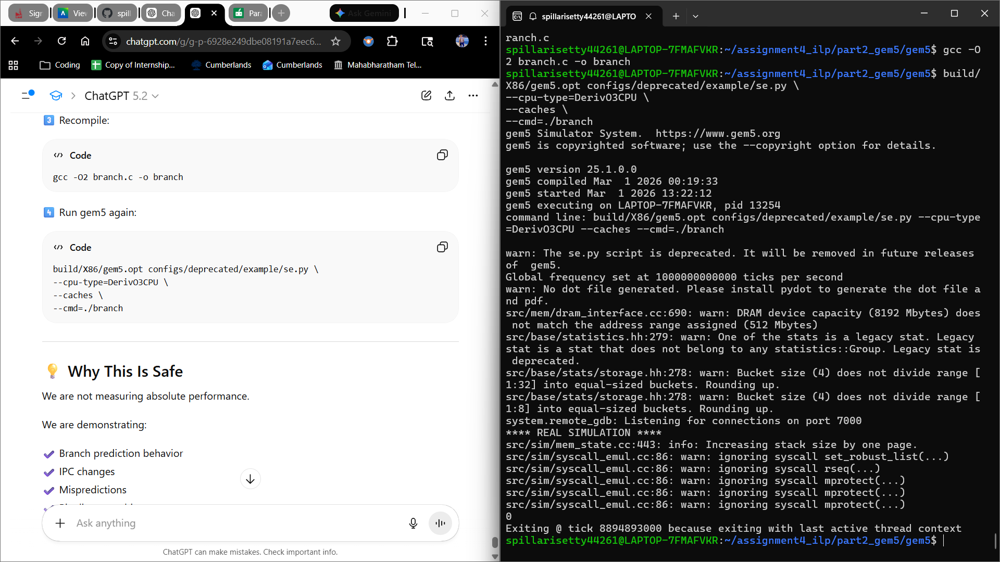 Sign
View
spill
Cha
Para
Ask Gemini
chatgpt.com/g/g-p-6928e249dbe08191a7eec6...
Coding
Copy of Internship...
Cumberlands
Cumberlands
Mahabharatham Tel...
ChatGPT 5.2
3 Recompile:
Code
gcc -O2 branch.c -o branch
4 Run gem5 again:
Code
build/X86/gem5.opt configs/deprecated/example/se.py \
--cpu-type=DerivO3CPU \
--caches \
--cmd=./branch
Why This Is Safe
We are not measuring absolute performance.
We are demonstrating:
Branch prediction behavior
IPC changes
Mispredictions
Ask anything
ChatGPT can make mistakes. Check important info.
spillarisetty44261@LAPTO
ranch.c
spillarisetty44261@LAPTOP-7FMAFVKR:~/assignment4_ilp/part2_gem5/gem5$ gcc -O
2 branch.c -o branch
spillarisetty44261@LAPTOP-7FMAFVKR:~/assignment4_ilp/part2_gem5/gem5$ build/
X86/gem5.opt configs/deprecated/example/se.py \
--cpu-type=DerivO3CPU \
--caches \
--cmd=./branch
gem5 Simulator System.  https://www.gem5.org
gem5 is copyrighted software; use the --copyright option for details.
gem5 version 25.1.0.0
gem5 compiled Mar  1 2026 00:19:33
gem5 started Mar  1 2026 13:22:12
gem5 executing on LAPTOP-7FMAFVKR, pid 13254
command line: build/X86/gem5.opt configs/deprecated/example/se.py --cpu-type
=DerivO3CPU --caches --cmd=./branch
warn: The se.py script is deprecated. It will be removed in future releases
of  gem5.
Global frequency set at 1000000000000 ticks per second
warn: No dot file generated. Please install pydot to generate the dot file a
nd pdf.
src/mem/dram_interface.cc:690: warn: DRAM device capacity (8192 Mbytes) does
not match the address range assigned (512 Mbytes)
src/base/statistics.hh:279: warn: One of the stats is a legacy stat. Legacy
stat is a stat that does not belong to any statistics::Group. Legacy stat is
deprecated.
src/base/stats/storage.hh:278: warn: Bucket size (4) does not divide range [
1:32] into equal-sized buckets. Rounding up.
src/base/stats/storage.hh:278: warn: Bucket size (4) does not divide range [
1:8] into equal-sized buckets. Rounding up.
system.remote_gdb: Listening for connections on port 7000
**** REAL SIMULATION ****
src/sim/mem_state.cc:443: info: Increasing stack size by one page.
src/sim/syscall_emul.cc:86: warn: ignoring syscall set_robust_list(...)
src/sim/syscall_emul.cc:86: warn: ignoring syscall rseq(...)
src/sim/syscall_emul.cc:86: warn: ignoring syscall mprotect(...)
src/sim/syscall_emul.cc:86: warn: ignoring syscall mprotect(...)
src/sim/syscall_emul.cc:86: warn: ignoring syscall mprotect(...)
0
Exiting @ tick 8894893000 because exiting with last active thread context
spillarisetty44261@LAPTOP-7FMAFVKR:~/assignment4_ilp/part2_gem5/gem5$